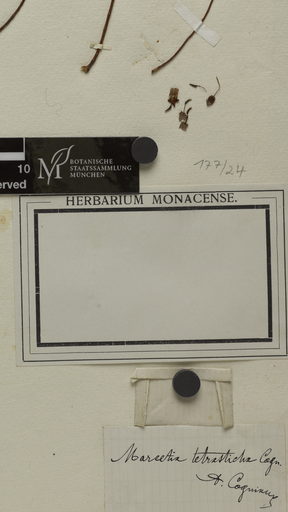 177/24
10
erved
BOTANISCHE
STAATSSAMMLUNG
MÜNCHEN
HERBARIUM MONACENSE.
Marcetia tetrasticha Cogn.
A. Cogniaux